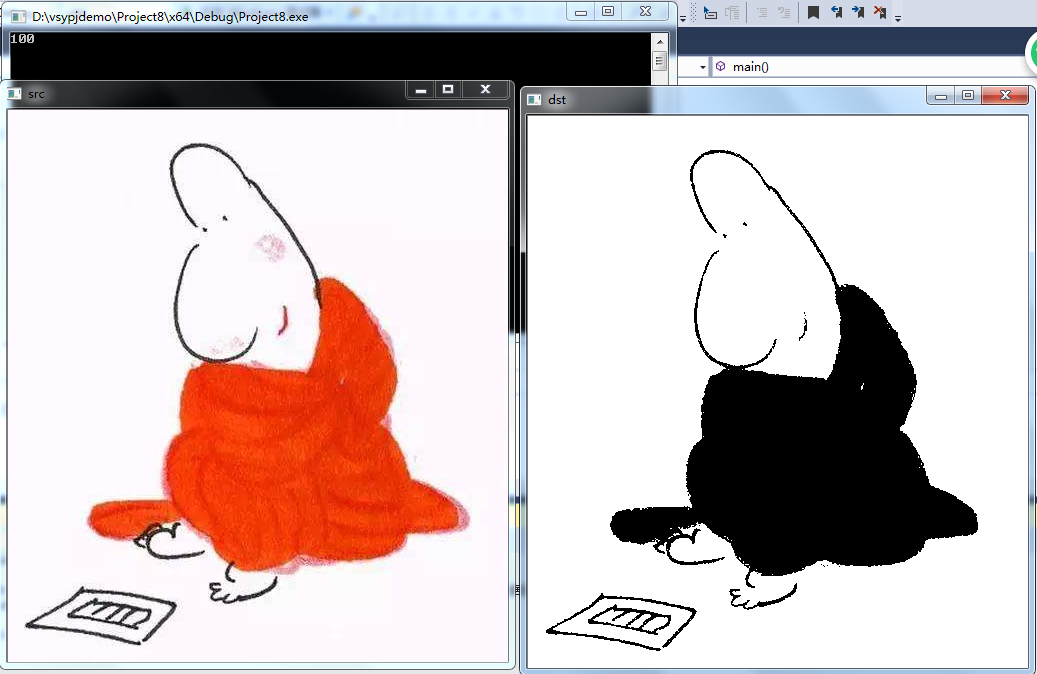 D:\vsypjdemo\Project8\x64\Debug\Project8.exe
100
main()
src
dst